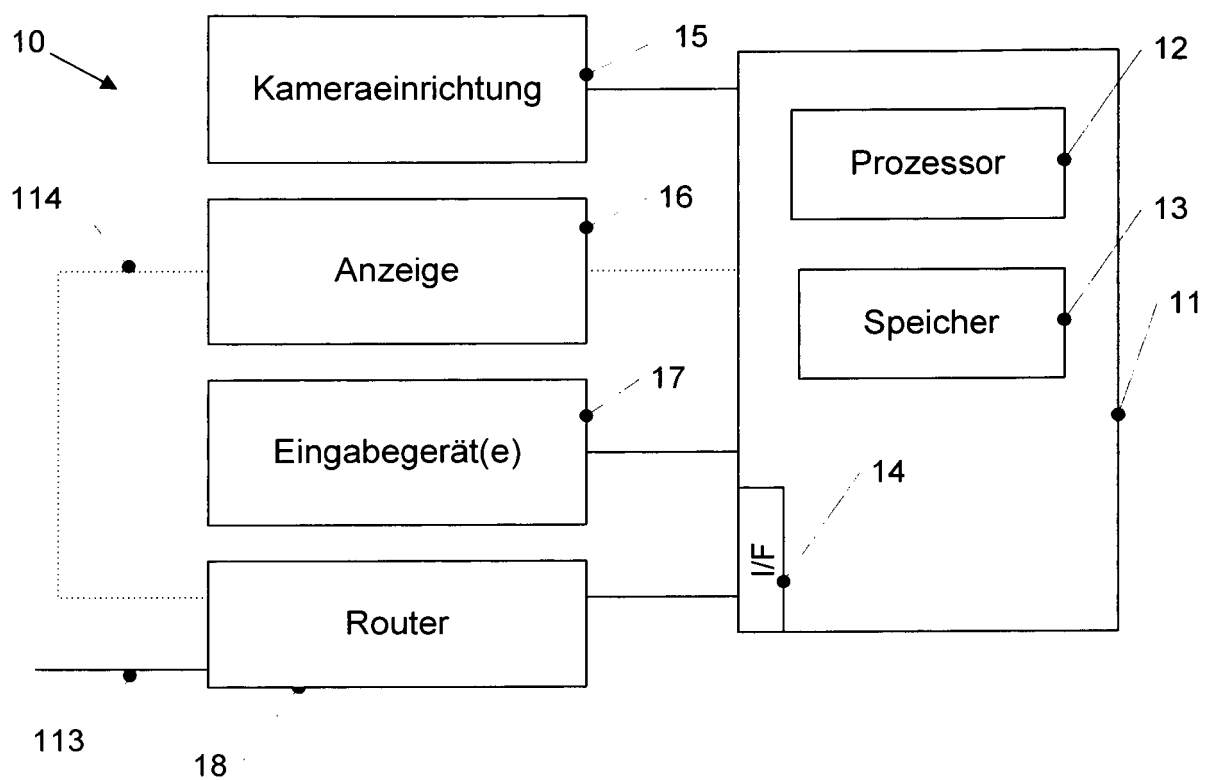 10
Kameraeinrichtung
15
12
Prozessor
114
16
Anzeige
13
Speicher
11
17
Eingabegerät(e)
14
I/F
Router
113
18